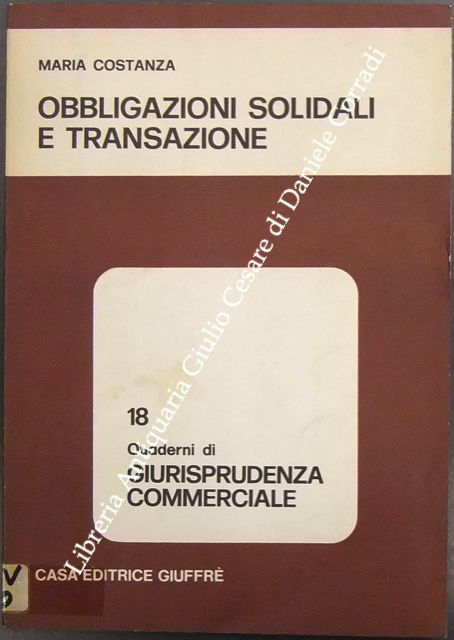 MARIA COSTANZA
OBBLIGAZIONI SOLIDALI
E TRANSAZIONE
18
Quaderni di
GIURISPRUDENZA
COMMERCIALE
CASA EDITRICE GIUFFRÈ
V
Libreria Antiquaria Giulio Cesare di Daniele Corradi